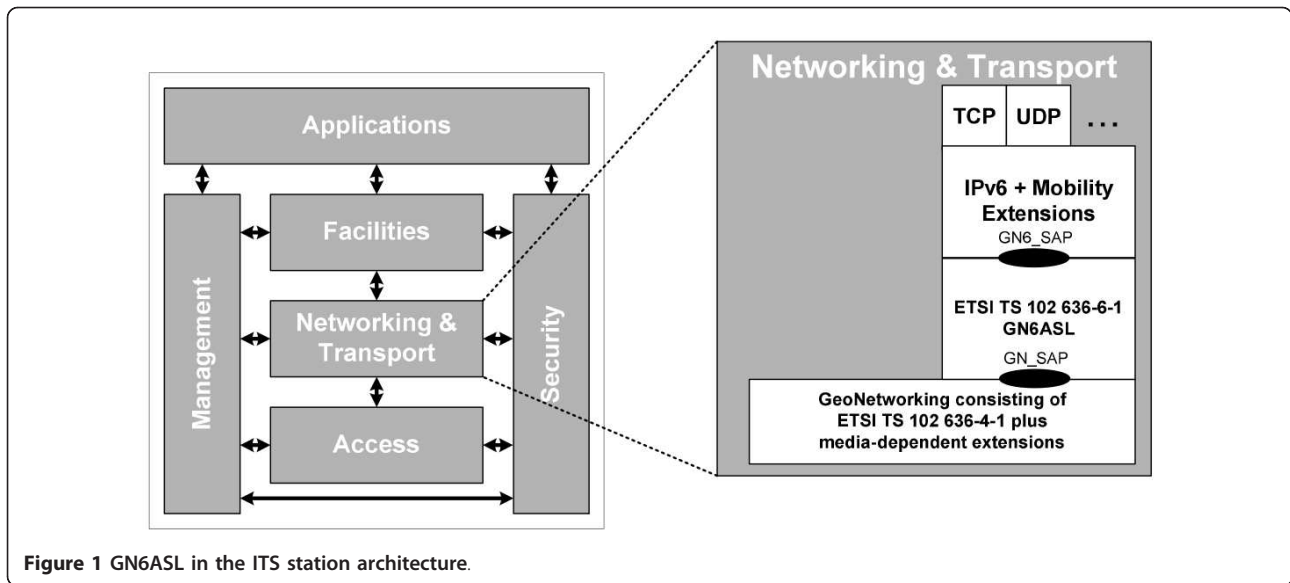 Applications
Facilities
Networking &
Transport
Access
Management
Security
Networking & Transport
TCP
UDP
...
IPv6 + Mobility
Extensions
GN6_SAP
ETSI TS 102 636-6-1
GN6ASL
GN_SAP
GeoNetworking consisting of
ETSI TS 102 636-4-1 plus
media-dependent extensions
Figure 1 GN6ASL in the ITS station architecture.